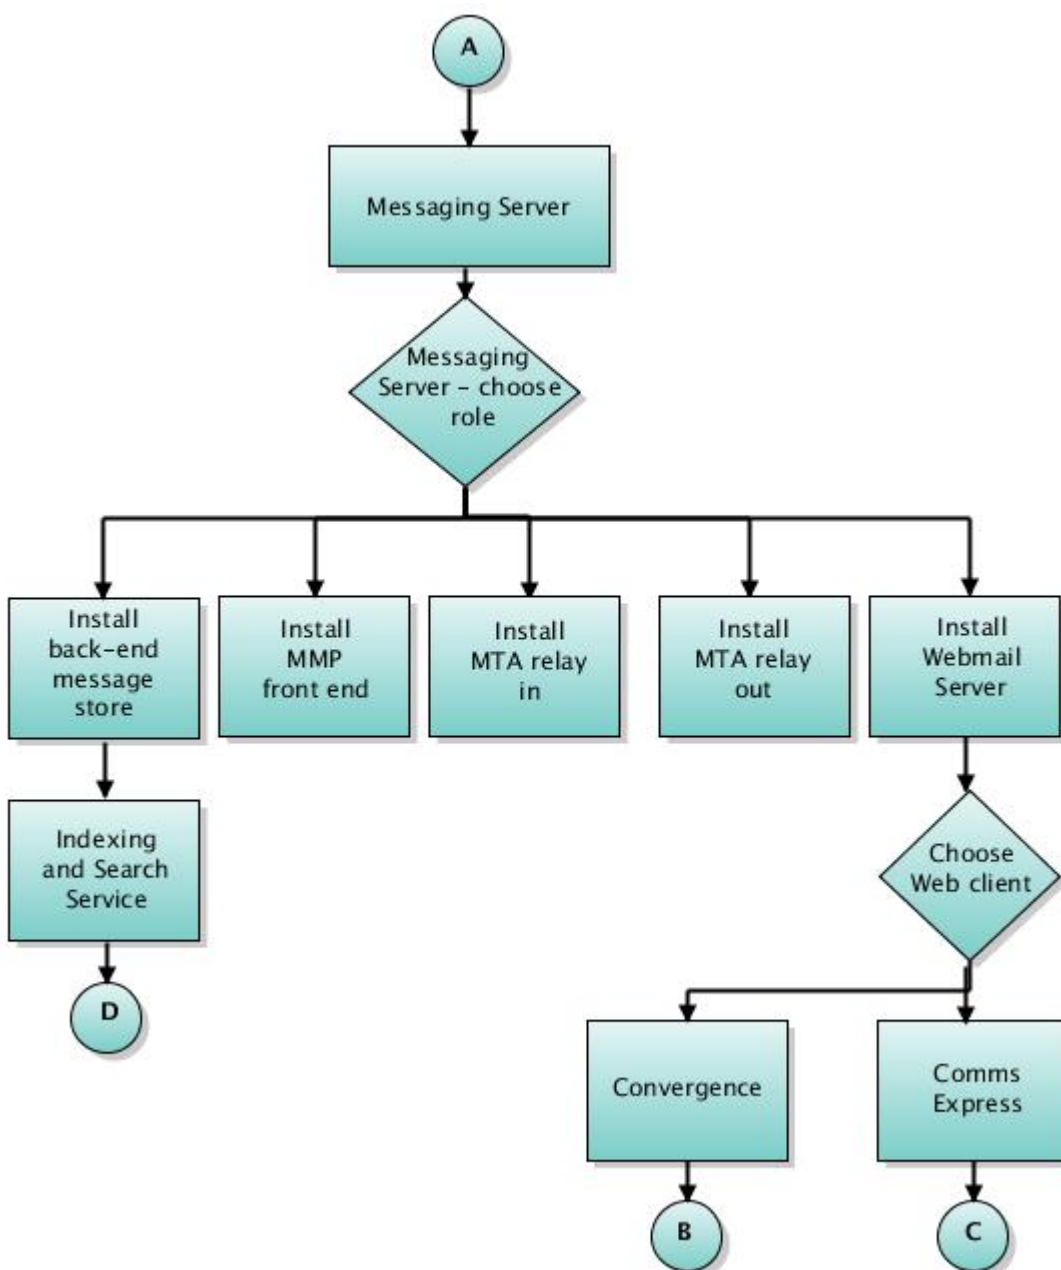 A
Messaging Server
Messaging
Server - choose
role
Install
back-end
message
store
Install
MMP
front end
Install
MTA relay
in
Install
MTA relay
out
Install
Webmail
Server
Indexing
and Search
Service
Choose
Web client
D
Convergence
Comms
Express
B
C